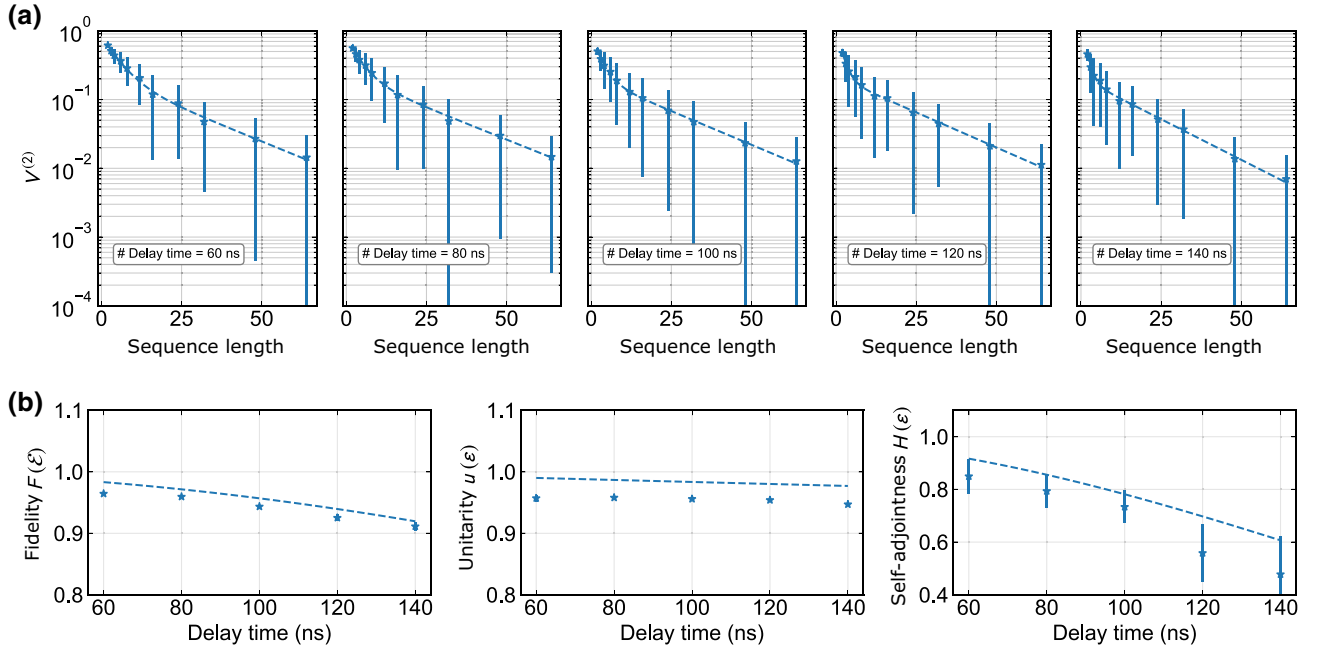 (a)
10⁰
10⁻¹
10⁻²
10⁻³
10⁻⁴
V⁽²⁾
# Delay time = 60 ns
# Delay time = 80 ns
# Delay time = 100 ns
# Delay time = 120 ns
# Delay time = 140 ns
0 25 50
0 25 50
0 25 50
0 25 50
0 25 50
Sequence length
Sequence length
Sequence length
Sequence length
Sequence length
(b)
1.1
1.0
0.9
0.8
Fidelity F(ℰ)
60 80 100 120 140
Delay time (ns)
1.1
1.0
0.9
0.8
Unitarity u(ε)
60 80 100 120 140
Delay time (ns)
1.0
0.8
0.6
0.4
Self-adjointness H(ε)
60 80 100 120 140
Delay time (ns)